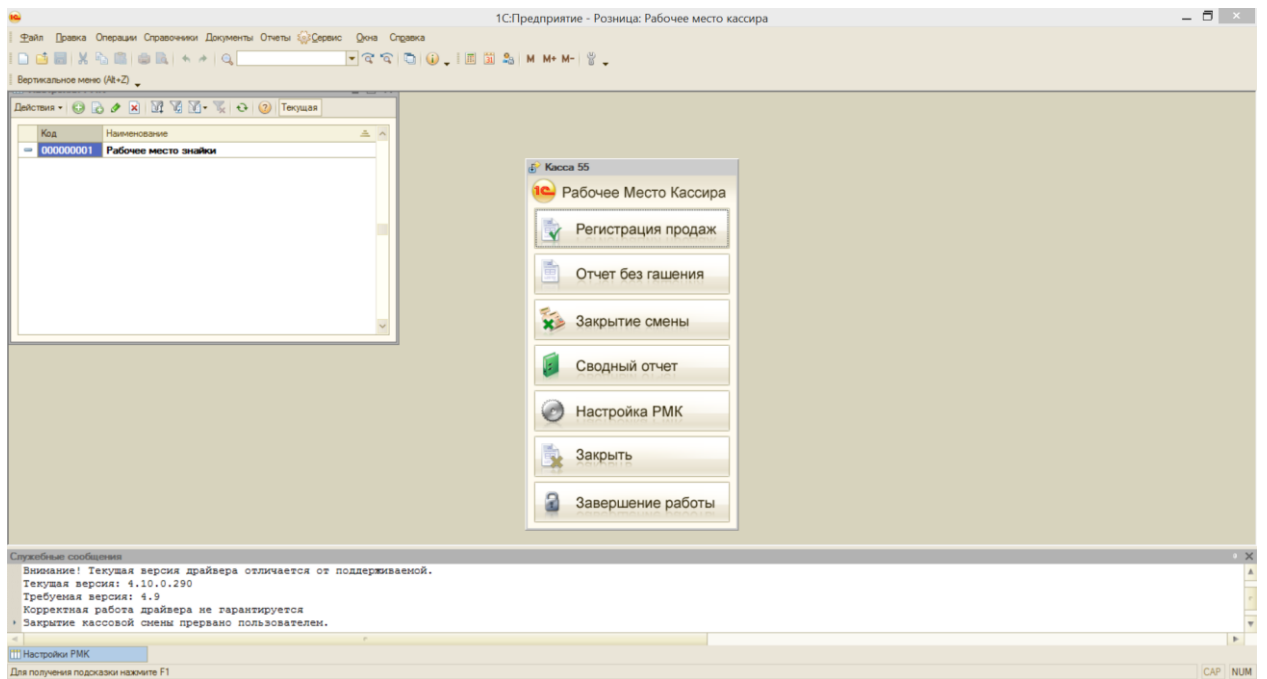 1С:Предприятие - Розница: Рабочее место кассира
Файл Правка Операции Справочники Документы Отчеты Сервис Окна Справка
M M+ M-
Вертикальное меню (Alt+Z)
Действия Текущая
Код Наименование
000000001 Рабочее место знайки
Касса 55
1С Рабочее Место Кассира
Регистрация продаж
Отчет без гашения
Закрытие смены
Сводный отчет
Настройка РМК
Закрыть
Завершение работы
Служебные сообщения
Внимание! Текущая версия драйвера отличается от поддерживаемой.
Текущая версия: 4.10.0.290
Требуемая версия: 4.9
Корректная работа драйвера не гарантируется
Закрытие кассовой смены прервано пользователем.
Настройки РМК
Для получения подсказки нажмите F1
CAP NUM